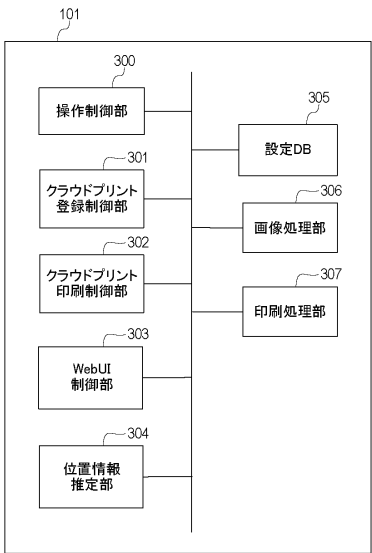 101
300
操作制御部
301
クラウドプリント
登録制御部
302
クラウドプリント
印刷制御部
303
WebUI
制御部
304
位置情報
推定部
305
設定DB
306
画像処理部
307
印刷処理部